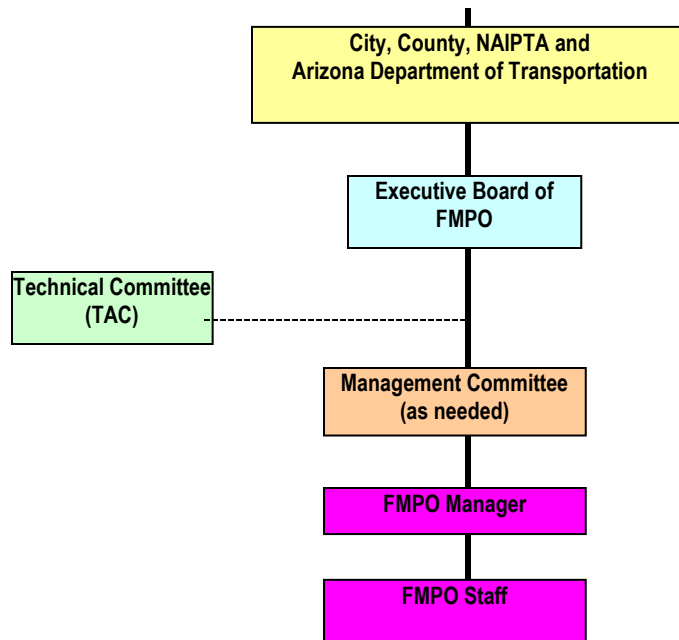 City, County, NAIPTA and
Arizona Department of Transportation
Executive Board of
FMPO
Technical Committee
(TAC)
Management Committee
(as needed)
FMPO Manager
FMPO Staff